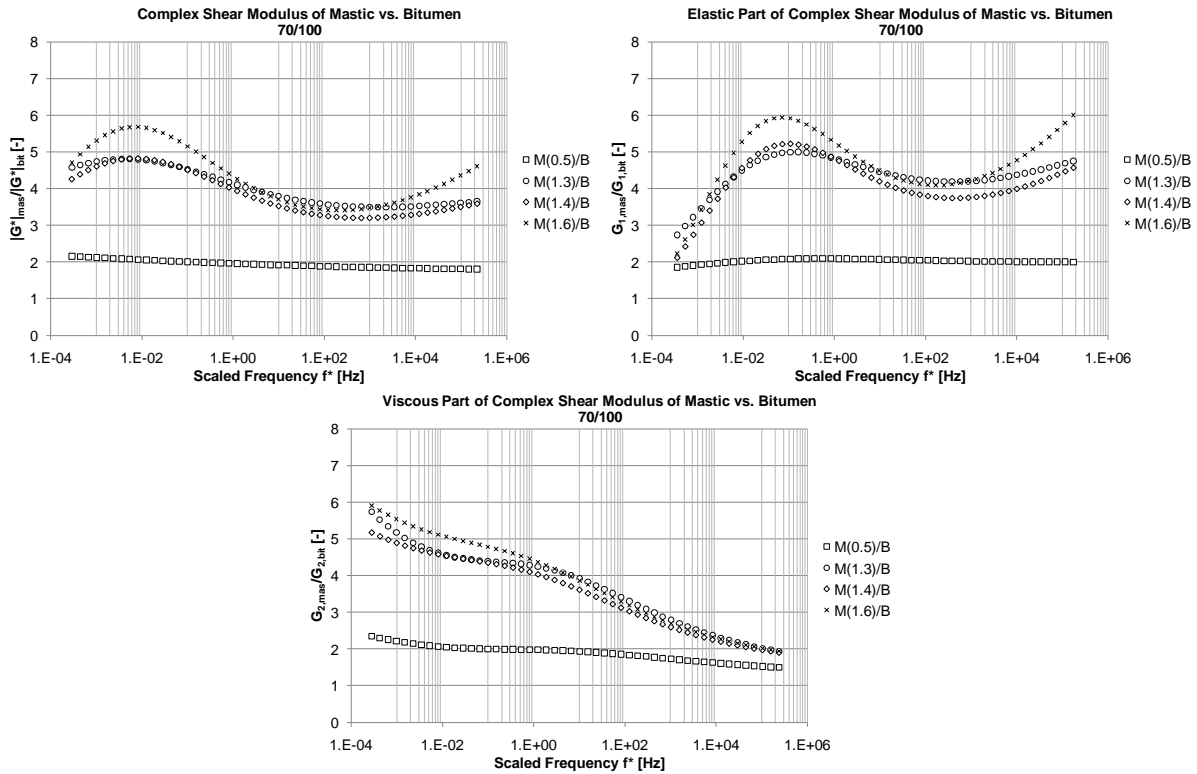 Complex Shear Modulus of Mastic vs. Bitumen
70/100
8
7
6
5
4
3
2
1
0
|G*|mas/|G*|bit [-]
1.E-04
1.E-02
1.E+00
1.E+02
1.E+04
1.E+06
Scaled Frequency f* [Hz]
M(0.5)/B
M(1.3)/B
M(1.4)/B
M(1.6)/B
Elastic Part of Complex Shear Modulus of Mastic vs. Bitumen
70/100
8
7
6
5
4
3
2
1
0
G1,mas/G1,bit [-]
1.E-04
1.E-02
1.E+00
1.E+02
1.E+04
1.E+06
Scaled Frequency f* [Hz]
M(0.5)/B
M(1.3)/B
M(1.4)/B
M(1.6)/B
Viscous Part of Complex Shear Modulus of Mastic vs. Bitumen
70/100
8
7
6
5
4
3
2
1
0
G2,mas/G2,bit [-]
1.E-04
1.E-02
1.E+00
1.E+02
1.E+04
1.E+06
Scaled Frequency f* [Hz]
M(0.5)/B
M(1.3)/B
M(1.4)/B
M(1.6)/B